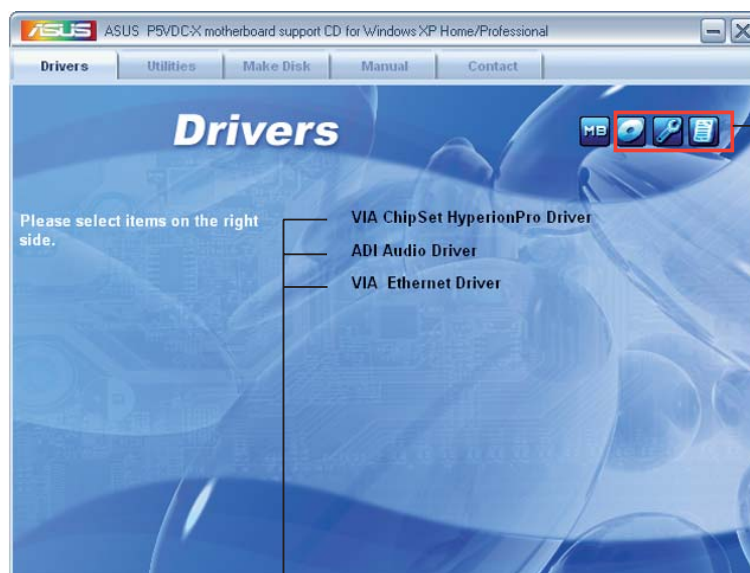 ASUS ASUS P5VDC-X motherboard support CD for Windows XP Home/Professional
Drivers Utilities Make Disk Manual Contact
Drivers
MB
Please select items on the right
side.
VIA ChipSet HyperionPro Driver
ADI Audio Driver
VIA Ethernet Driver